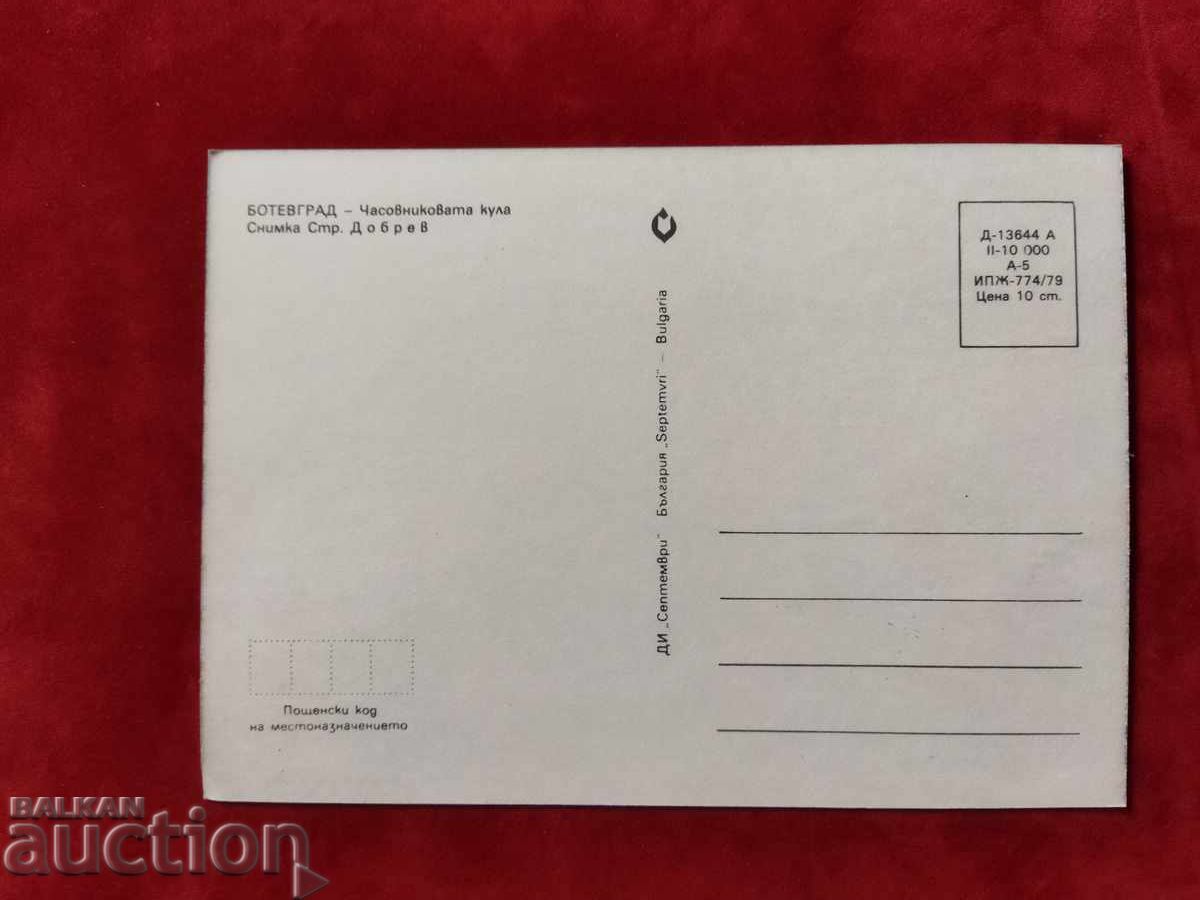 БОТЕВГРАД – Часовниковата кула
Снимка Стр. Добрев
Д-13644 А
II-10 000
А-5
ИПЖ-774/79
Цена 10 ст.
ДИ „Септември" България „Septemvri" – Bulgaria
Пощенски код
на местоназначението
BALKAN
auction